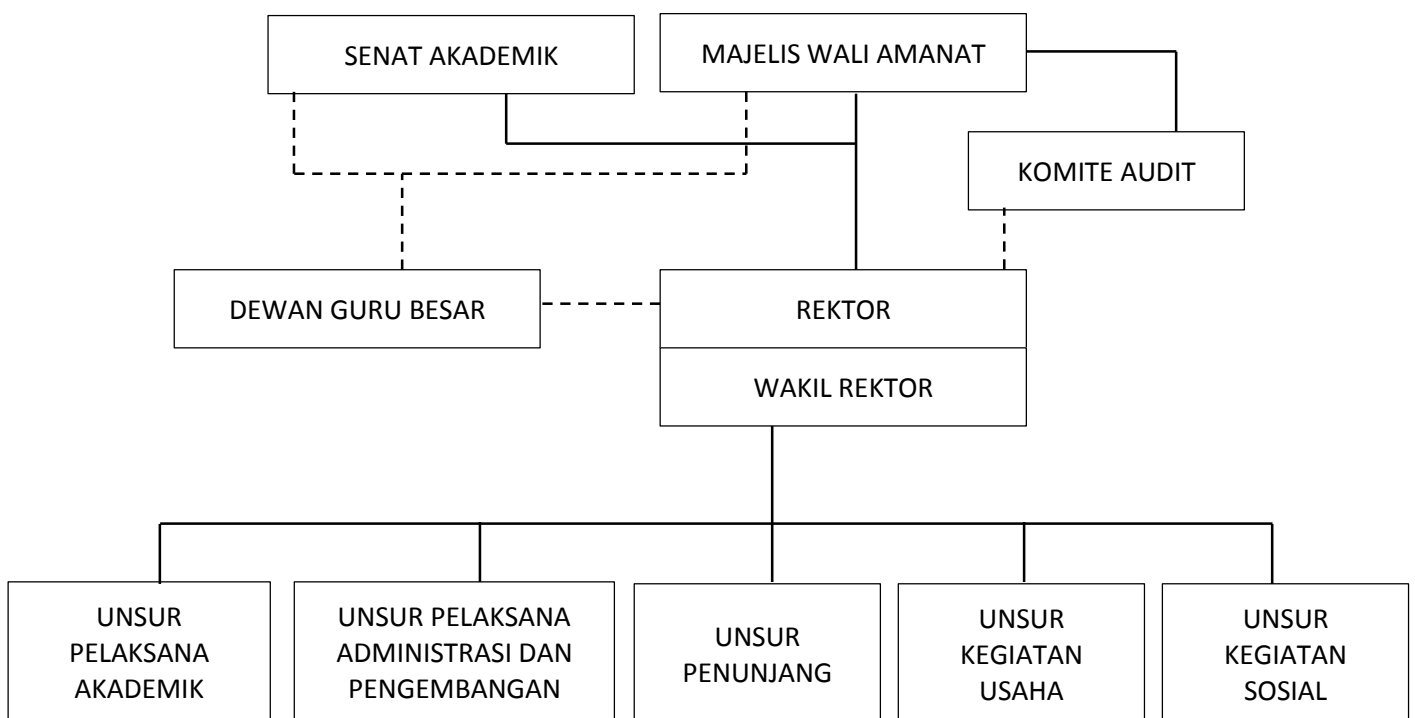 SENAT AKADEMIK
MAJELIS WALI AMANAT
KOMITE AUDIT
DEWAN GURU BESAR
REKTOR
WAKIL REKTOR
UNSUR
PELAKSANA
AKADEMIK
UNSUR PELAKSANA
ADMINISTRASI DAN
PENGEMBANGAN
UNSUR
PENUNJANG
UNSUR
KEGIATAN
USAHA
UNSUR
KEGIATAN
SOSIAL